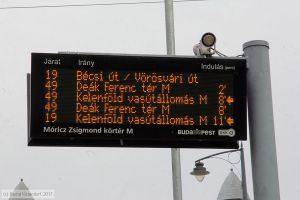 Járat Irány Indulás (perc)
19 Bécsi út / Vörösvári út
49 Deák Ferenc tér M 2'
49 Kelenföld vasútállomás M 8'
49 Deák Ferenc tér M 8'
19 Kelenföld vasútállomás M 11'
Móricz Zsigmond körtér M BUDAPEST